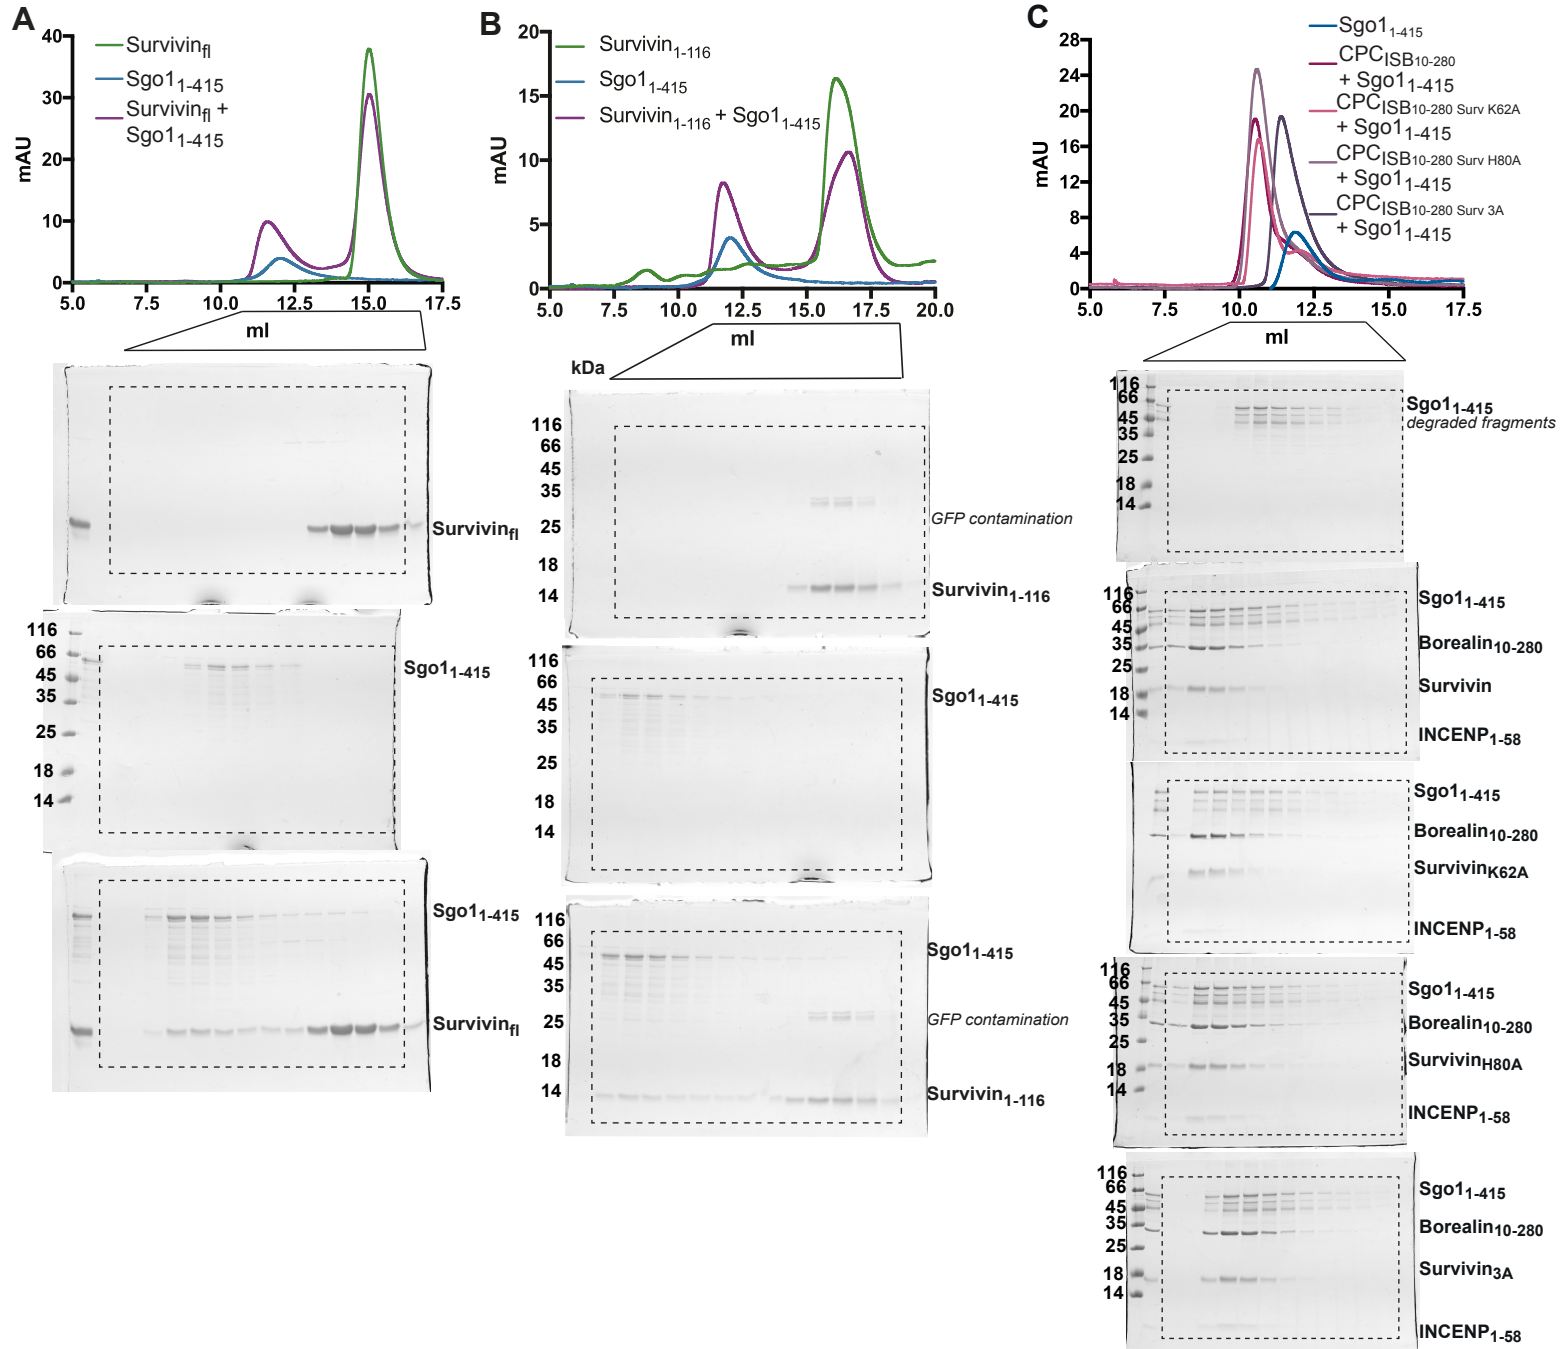 A
40
30
20
10
0
mAU
Survivinfl
Sgo11-415
Survivinfl +
Sgo11-415
5.0 7.5 10.0 12.5 15.0 17.5
ml
Survivinfl
116
66
45
35
25
18
14
Sgo11-415
Sgo11-415
Survivinfl
B
20
15
10
5
0
mAU
Survivin1-116
Sgo11-415
Survivin1-116 + Sgo11-415
5.0 7.5 10.0 12.5 15.0 17.5 20.0
ml
kDa
116
66
45
35
25
18
14
GFP contamination
Survivin1-116
116
66
45
35
25
18
14
Sgo11-415
116
66
45
35
25
18
14
Sgo11-415
GFP contamination
Survivin1-116
C
28
24
20
16
12
8
4
0
mAU
Sgo11-415
CPCISB10-280
+ Sgo11-415
CPCISB10-280 Surv K62A
+ Sgo11-415
CPCISB10-280 Surv H80A
+ Sgo11-415
CPCISB10-280 Surv 3A
+ Sgo11-415
5.0 7.5 10.0 12.5 15.0 17.5
ml
116
66
45
35
25
18
14
Sgo11-415
degraded fragments
116
66
45
35
25
18
14
Sgo11-415
Borealin10-280
Survivin
INCENP1-58
Sgo11-415
Borealin10-280
SurvivinK62A
INCENP1-58
116
66
45
35
25
18
14
Sgo11-415
Borealin10-280
SurvivinH80A
INCENP1-58
116
66
45
35
25
18
14
Sgo11-415
Borealin10-280
Survivin3A
INCENP1-58